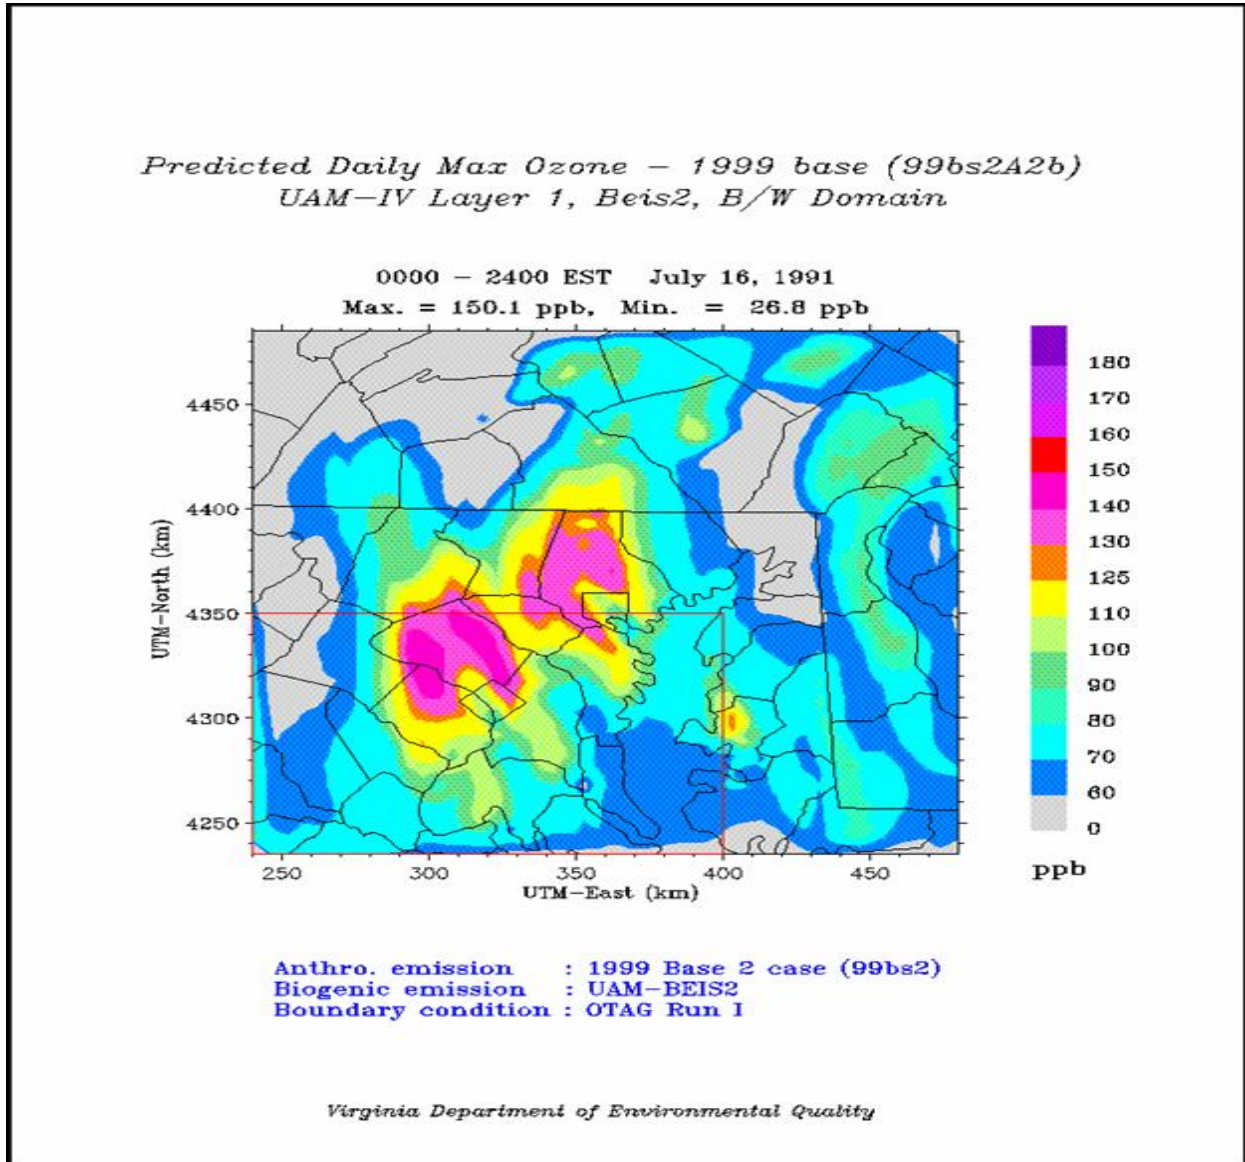 Predicted Daily Max Ozone - 1999 base (99bs2A2b)
UAM-IV Layer 1, Beis2, B/W Domain
0000 - 2400 EST July 16, 1991
Max. = 150.1 ppb, Min. = 26.8 ppb
UTM-North (km)
4450
4400
4350
4300
4250
250 300 350 400 450
UTM-East (km)
180
170
160
150
140
130
125
110
100
90
80
70
60
0
ppb
Anthro. emission : 1999 Base 2 case (99bs2)
Biogenic emission : UAM-BEIS2
Boundary condition : OTAG Run I
Virginia Department of Environmental Quality